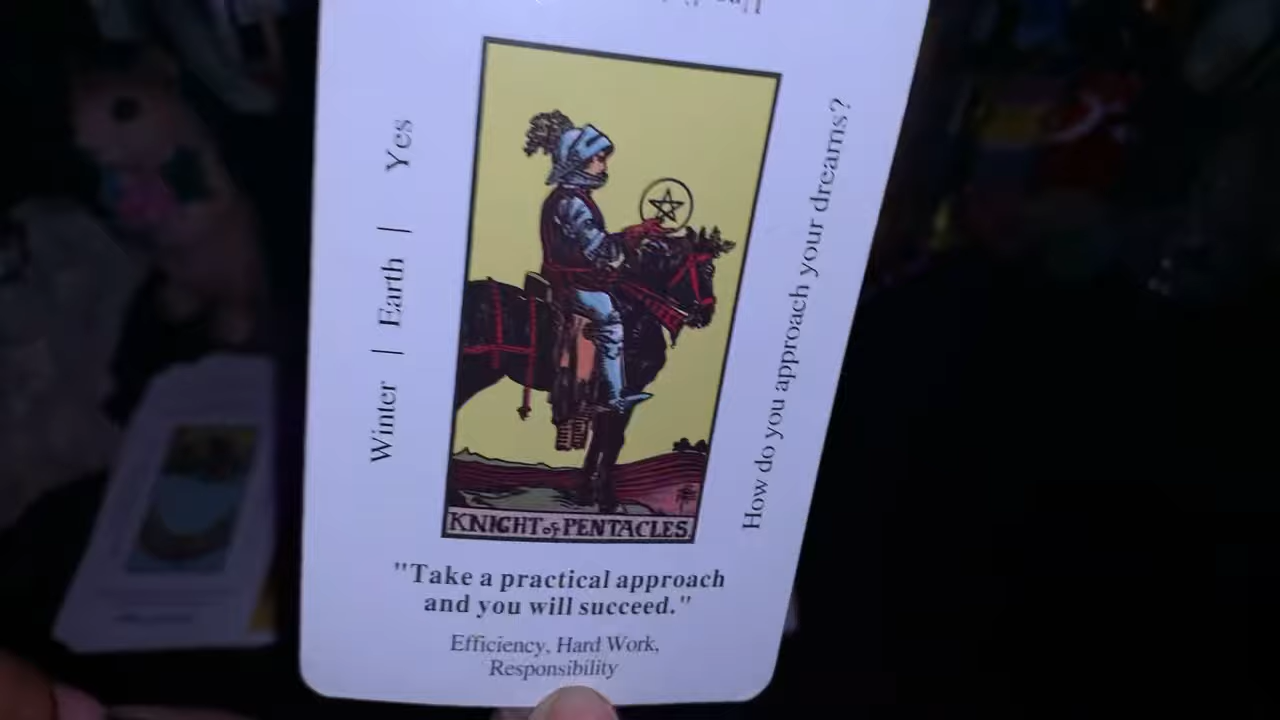 Winter | Earth | Yes
How do you approach your dreams?
KNIGHT of PENTACLES.
"Take a practical approach
and you will succeed."
Efficiency, Hard Work,
Responsibility